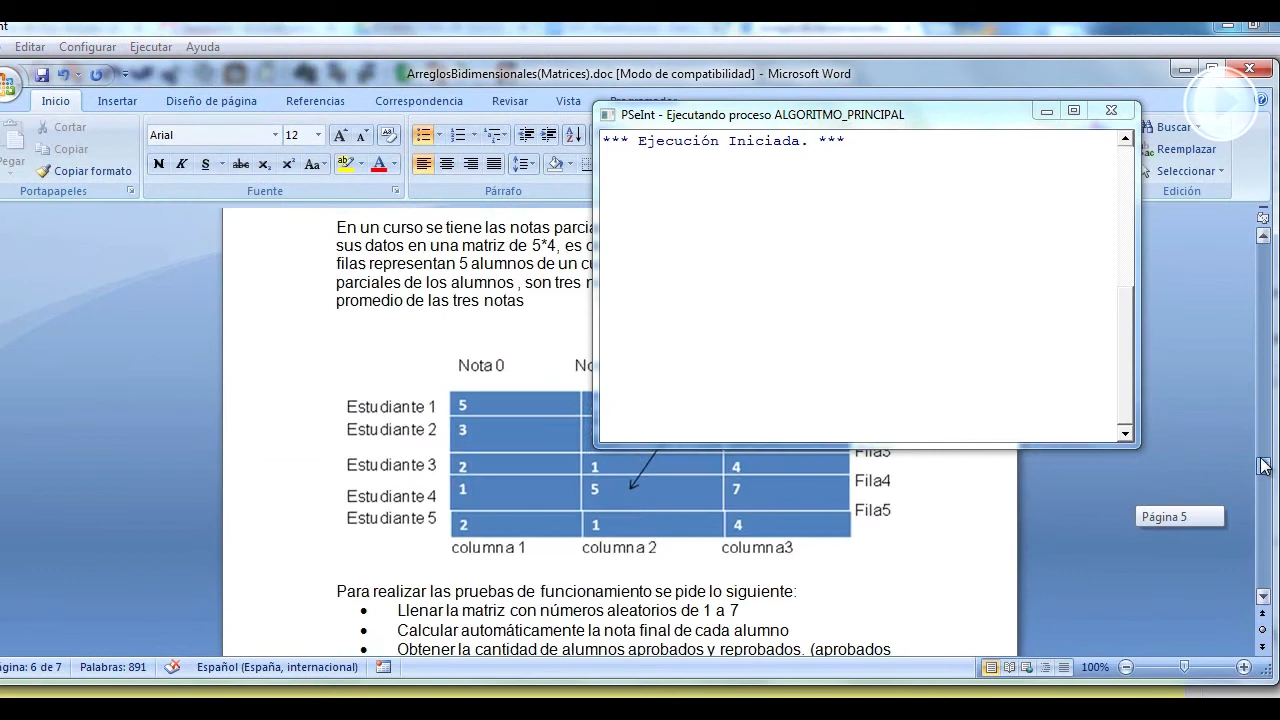 Editar Configurar Ejecutar Ayuda
ArreglosBidimensionales(Matrices).doc [Modo de compatibilidad] - Microsoft Word
Inicio Insertar Diseño de página Referencias Correspondencia Revisar Vista
Cortar
Copiar
Copiar formato
Portapapeles
Arial 12
Fuente
Párrafo
Buscar
Reemplazar
Seleccionar
Edición
PSeInt - Ejecutando proceso ALGORITMO_PRINCIPAL
*** Ejecución Iniciada. ***
En un curso se tiene las notas
sus datos en una matriz de 5*4, es
filas representan 5 alumnos de un
parciales de los alumnos , son tres
promedio de las tres notas
Nota 0
Estudiante 1 5
Estudiante 2 3
Estudiante 3 2 1 4 Fila3
Estudiante 4 1 5 7 Fila4
Estudiante 5 2 1 4 Fila5
columna 1 columna 2 columna3
Página 5
Para realizar las pruebas de funcionamiento se pide lo siguiente:
• Llenar la matriz con números aleatorios de 1 a 7
• Calcular automáticamente la nota final de cada alumno
• Obtener la cantidad de alumnos aprobados y reprobados. (aprobados
gina: 6 de 7 Palabras: 891 Español (España, internacional) 100%